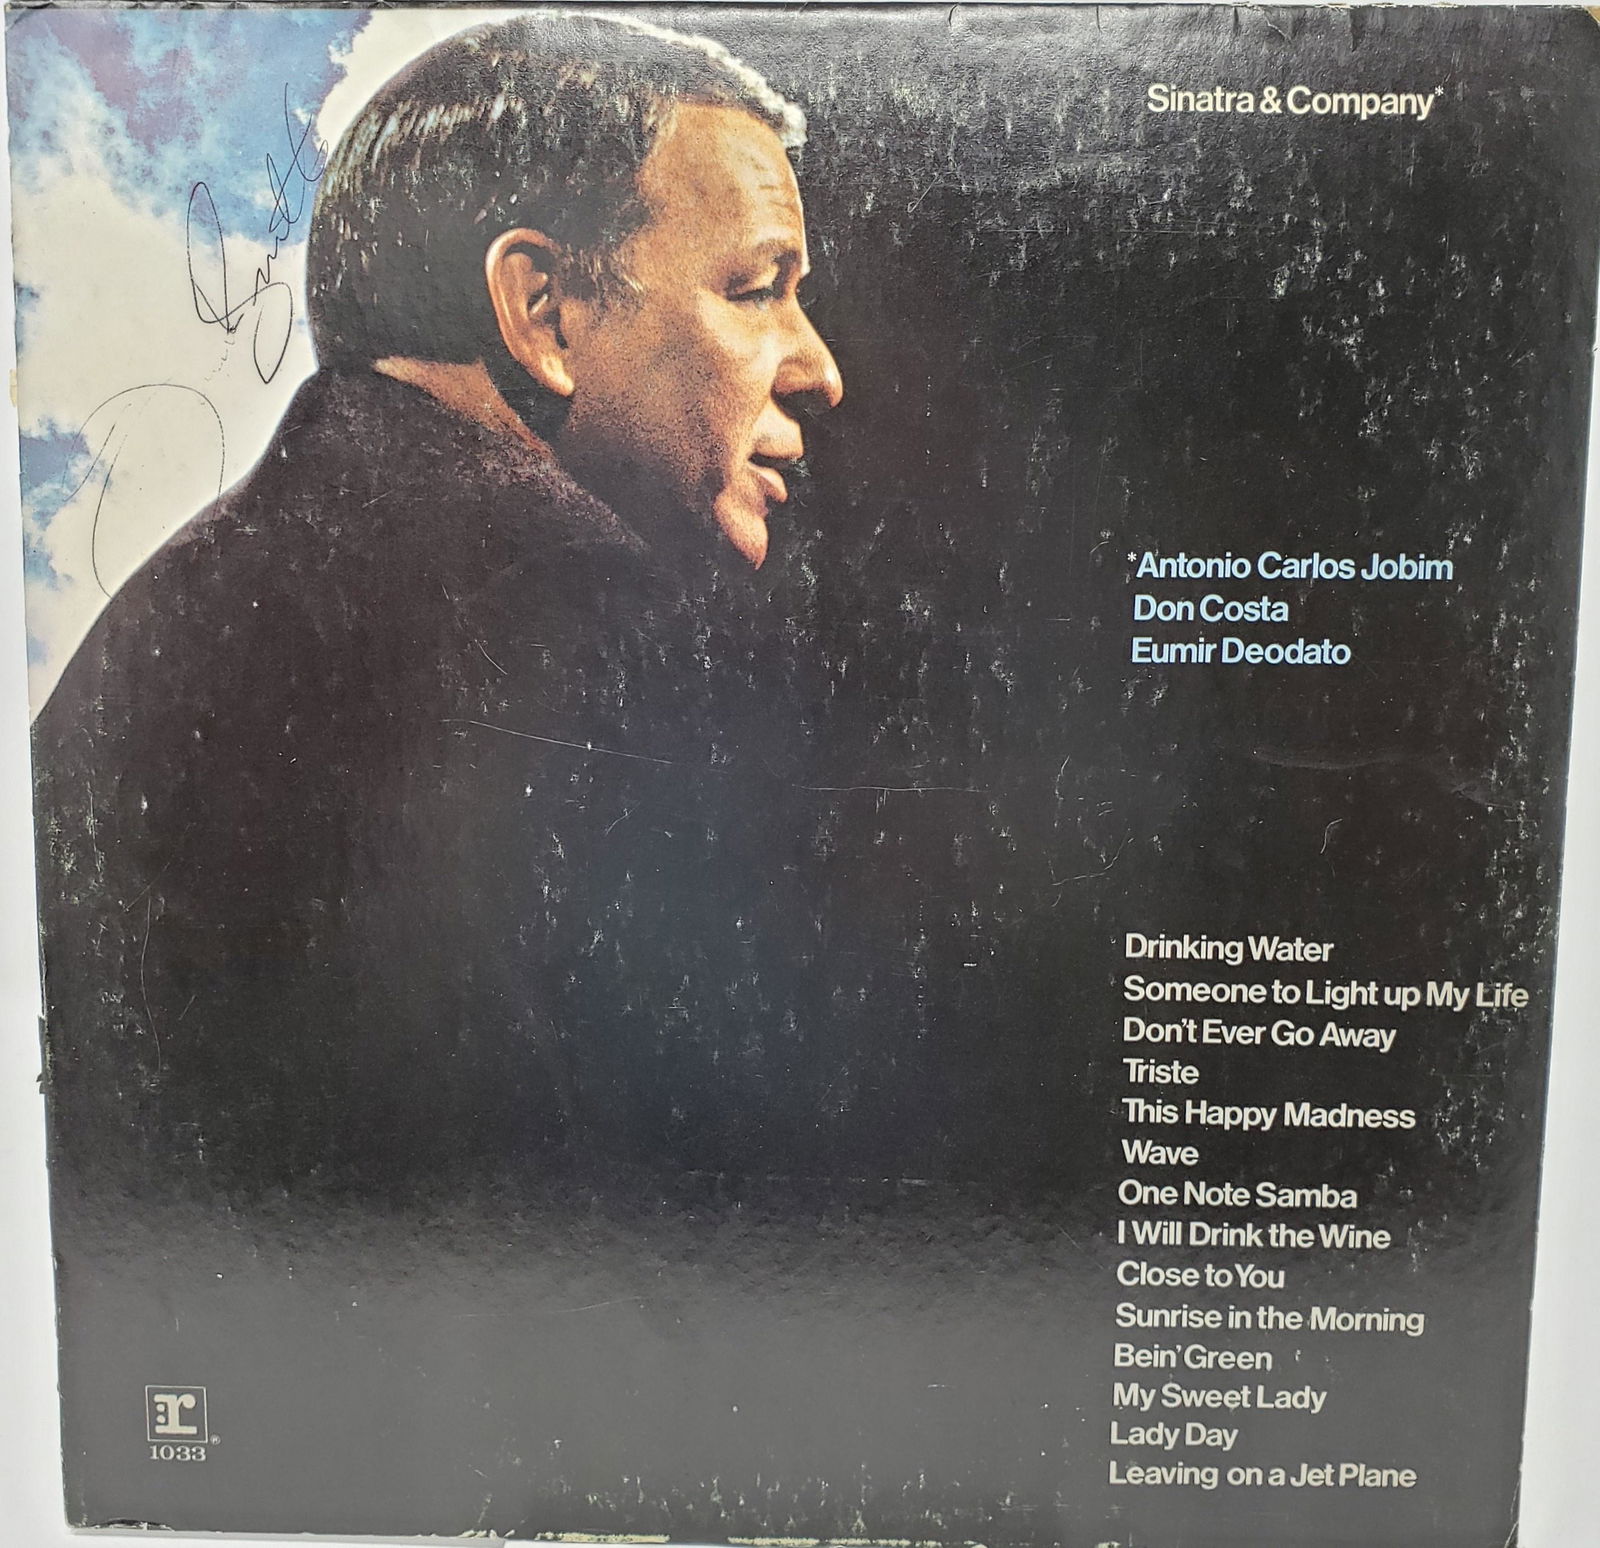 Sinatra & Company*
*Antonio Carlos Jobim
Don Costa
Eumir Deodato
Drinking Water
Someone to Light up My Life
Don't Ever Go Away
Triste
This Happy Madness
Wave
One Note Samba
I Will Drink the Wine
Close to You
Sunrise in the Morning
Bein' Green
My Sweet Lady
Lady Day
Leaving on a Jet Plane
r®
1033